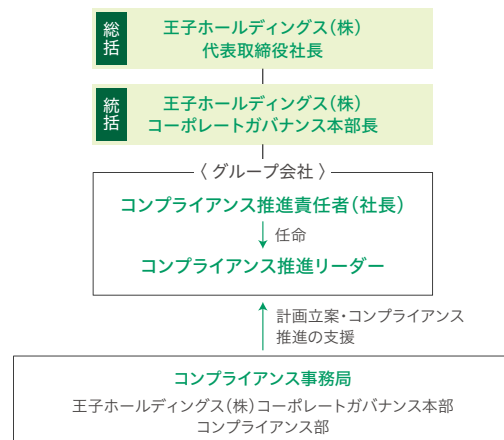 総括
王子ホールディングス(株)
代表取締役社長
統括
王子ホールディングス(株)
コーポレートガバナンス本部長
〈 グループ会社 〉
コンプライアンス推進責任者(社長)
任命
コンプライアンス推進リーダー
計画立案・コンプライアンス
推進の支援
コンプライアンス事務局
王子ホールディングス(株)コーポレートガバナンス本部
コンプライアンス部